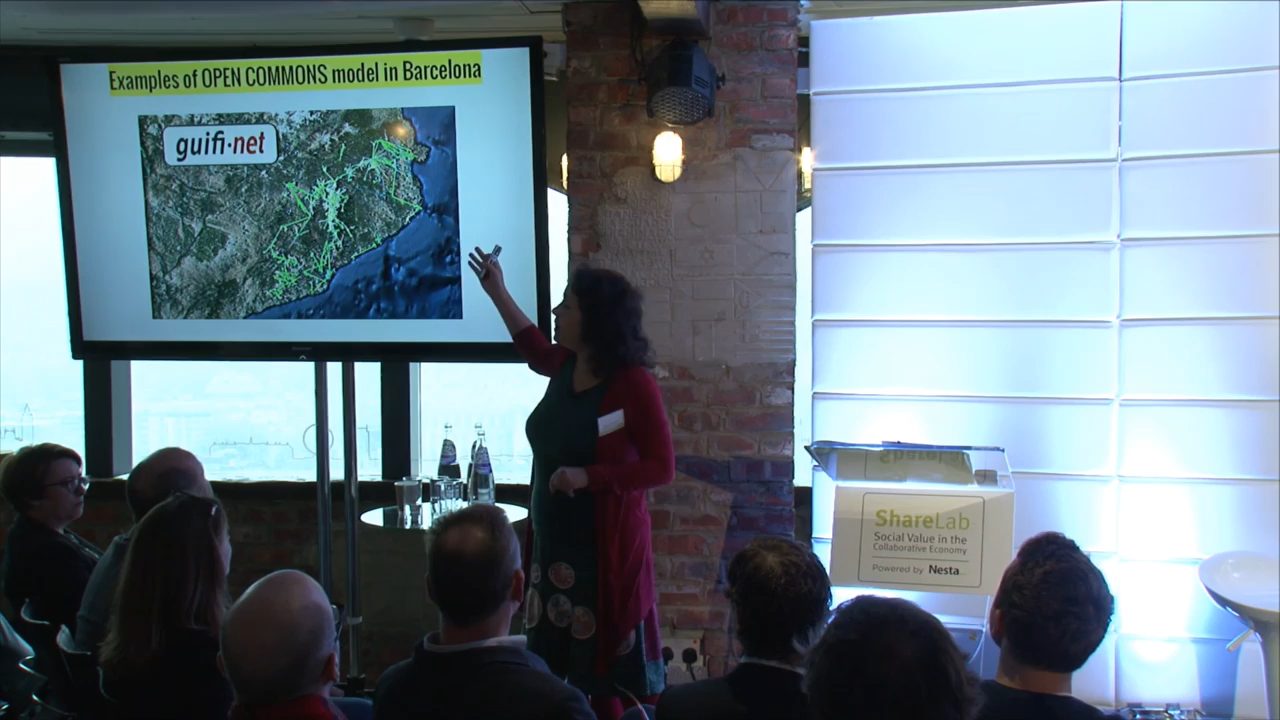 Examples of OPEN COMMONS model in Barcelona
guifi·net
ShareLab
Social Value in the
Collaborative Economy
Powered by Nesta